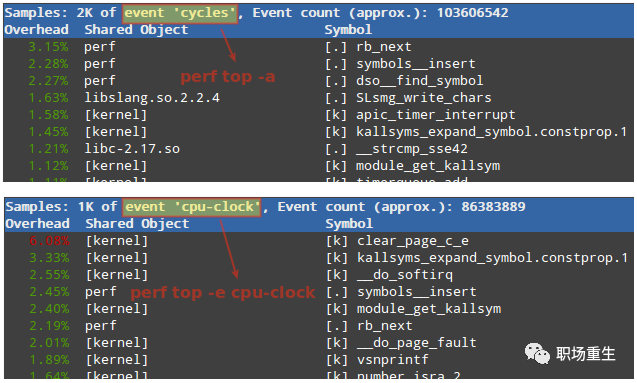 Samples: 2K of event 'cycles', Event count (approx.): 103606542
Overhead Shared Object Symbol
3.15% perf [.] rb_next
2.28% perf [.] symbols__insert
2.27% perf [.] dso__find_symbol
perf top -a
1.63% libslang.so.2.2.4 [.] SLsmg_write_chars
1.58% [kernel] [k] apic_timer_interrupt
1.45% [kernel] [k] kallsyms_expand_symbol.constprop.1
1.21% libc-2.17.so [.] __strcmp_sse42
1.12% [kernel] [k] module_get_kallsym
1.11% [kernel] [k] timerqueue_add
Samples: 1K of event 'cpu-clock', Event count (approx.): 86383889
Overhead Shared Object Symbol
6.08% [kernel] [k] clear_page_c_e
3.33% [kernel] [k] kallsyms_expand_symbol.constprop.1
2.55% [kernel] [k] __do_softirq
2.45% perf [.] symbols__insert
perf top -e cpu-clock
2.40% [kernel] [k] module_get_kallsym
2.19% perf [.] rb_next
2.01% [kernel] [k] __do_page_fault
1.89% [kernel] [k] vsnprintf
1.64% [kernel] [k] number.isra.2
职场重生